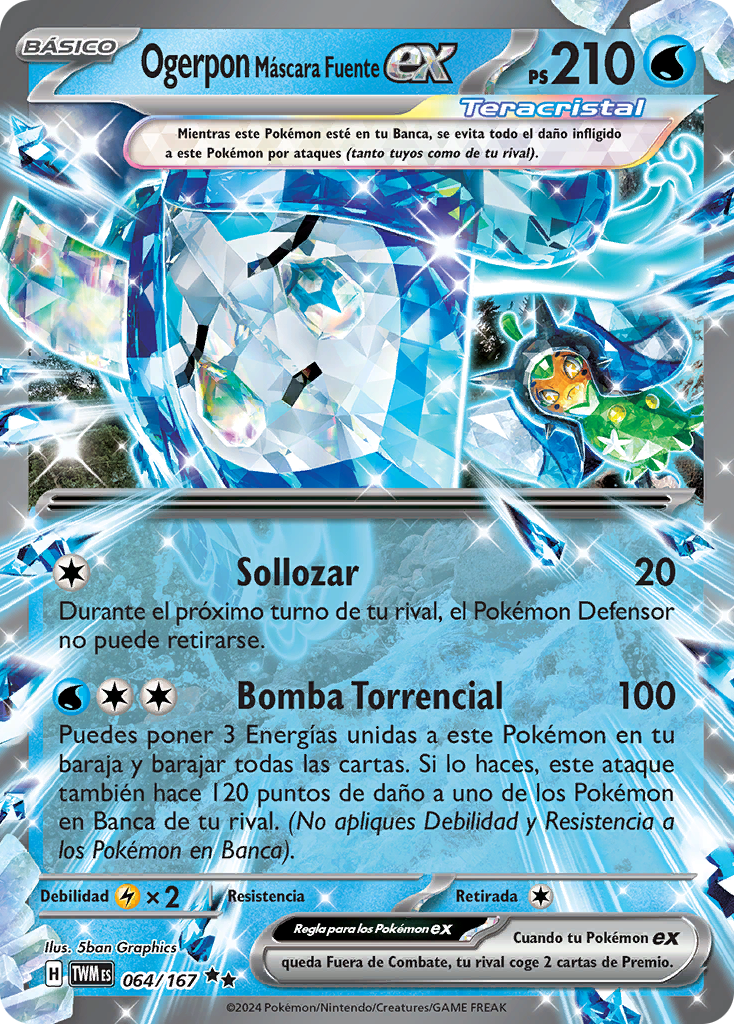 BÁSICO
Ogerpon Máscara Fuente ex PS 210
Teracristal
Mientras este Pokémon esté en tu Banca, se evita todo el daño infligido
a este Pokémon por ataques (tanto tuyos como de tu rival).
Sollozar 20
Durante el próximo turno de tu rival, el Pokémon Defensor
no puede retirarse.
Bomba Torrencial 100
Puedes poner 3 Energías unidas a este Pokémon en tu
baraja y barajar todas las cartas. Si lo haces, este ataque
también hace 120 puntos de daño a uno de los Pokémon
en Banca de tu rival. (No apliques Debilidad y Resistencia a
los Pokémon en Banca).
Debilidad ×2 Resistencia Retirada
Ilus. 5ban Graphics
H TWM ES 064/167
Regla para los Pokémon ex
Cuando tu Pokémon ex
queda Fuera de Combate, tu rival coge 2 cartas de Premio.
©2024 Pokémon/Nintendo/Creatures/GAME FREAK